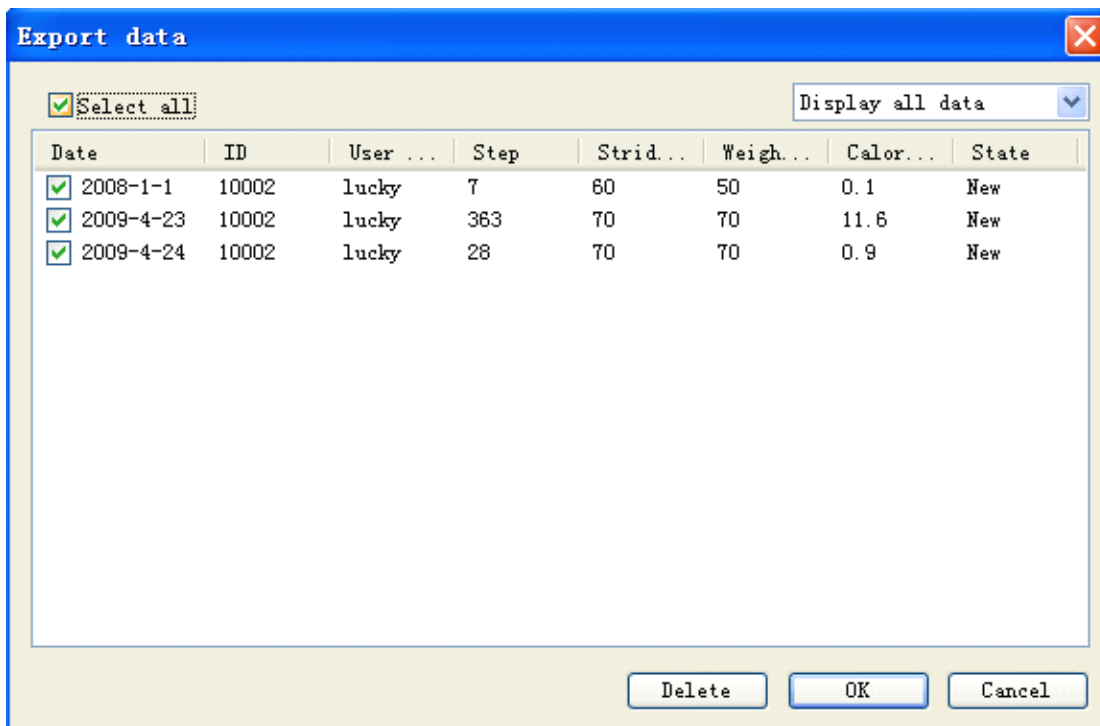 Export data
Select all
Display all data
Date ID User ... Step Strid... Weigh... Calor... State
2008-1-1 10002 lucky 7 60 50 0.1 New
2009-4-23 10002 lucky 363 70 70 11.6 New
2009-4-24 10002 lucky 28 70 70 0.9 New
Delete OK Cancel